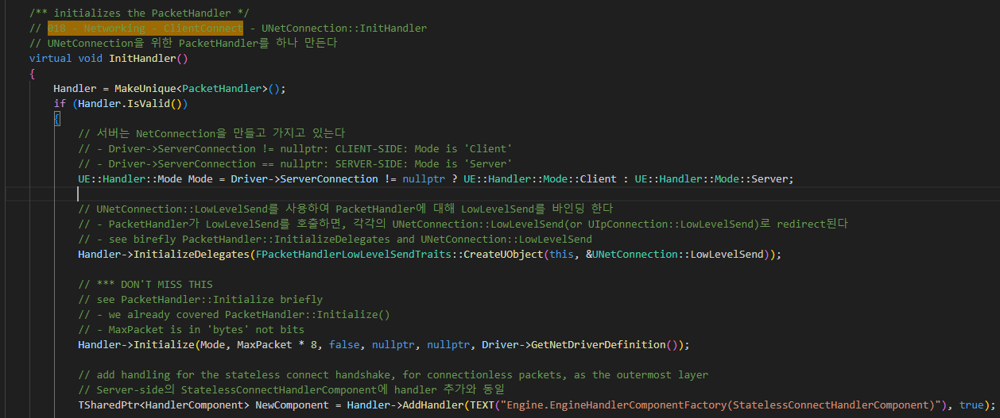 /** initializes the PacketHandler */
// 018 - Networking - ClientConnect - UNetConnection::InitHandler
// UNetConnection을 위한 PacketHandler를 하나 만든다
virtual void InitHandler()
{
Handler = MakeUnique<PacketHandler>();
if (Handler.IsValid())
{
// 서버는 NetConnection을 만들고 가지고 있는다
// - Driver->ServerConnection != nullptr: CLIENT-SIDE: Mode is 'Client'
// - Driver->ServerConnection == nullptr: SERVER-SIDE: Mode is 'Server'
UE::Handler::Mode Mode = Driver->ServerConnection != nullptr ? UE::Handler::Mode::Client : UE::Handler::Mode::Server;
// UNetConnection::LowLevelSend를 사용하여 PacketHandler에 대해 LowLevelSend를 바인딩 한다
// - PacketHandler가 LowLevelSend를 호출하면, 각각의 UNetConnection::LowLevelSend(or UIpConnection::LowLevelSend)로 redirect된다
// - see birefly PacketHandler::InitializeDelegates and UNetConnection::LowLevelSend
Handler->InitializeDelegates(FPacketHandlerLowLevelSendTraits::CreateUObject(this, &UNetConnection::LowLevelSend));
// *** DON'T MISS THIS
// see PacketHandler::Initialize briefly
// - we already covered PacketHandler::Initialize()
// - MaxPacket is in 'bytes' not bits
Handler->Initialize(Mode, MaxPacket * 8, false, nullptr, nullptr, Driver->GetNetDriverDefinition());
// add handling for the stateless connect handshake, for connectionless packets, as the outermost layer
// Server-side의 StatelessConnectHandlerComponent에 handler 추가와 동일
TSharedPtr<HandlerComponent> NewComponent = Handler->AddHandler(TEXT("Engine.EngineHandlerComponentFactory(StatelessConnectHandlerComponent)"), true);